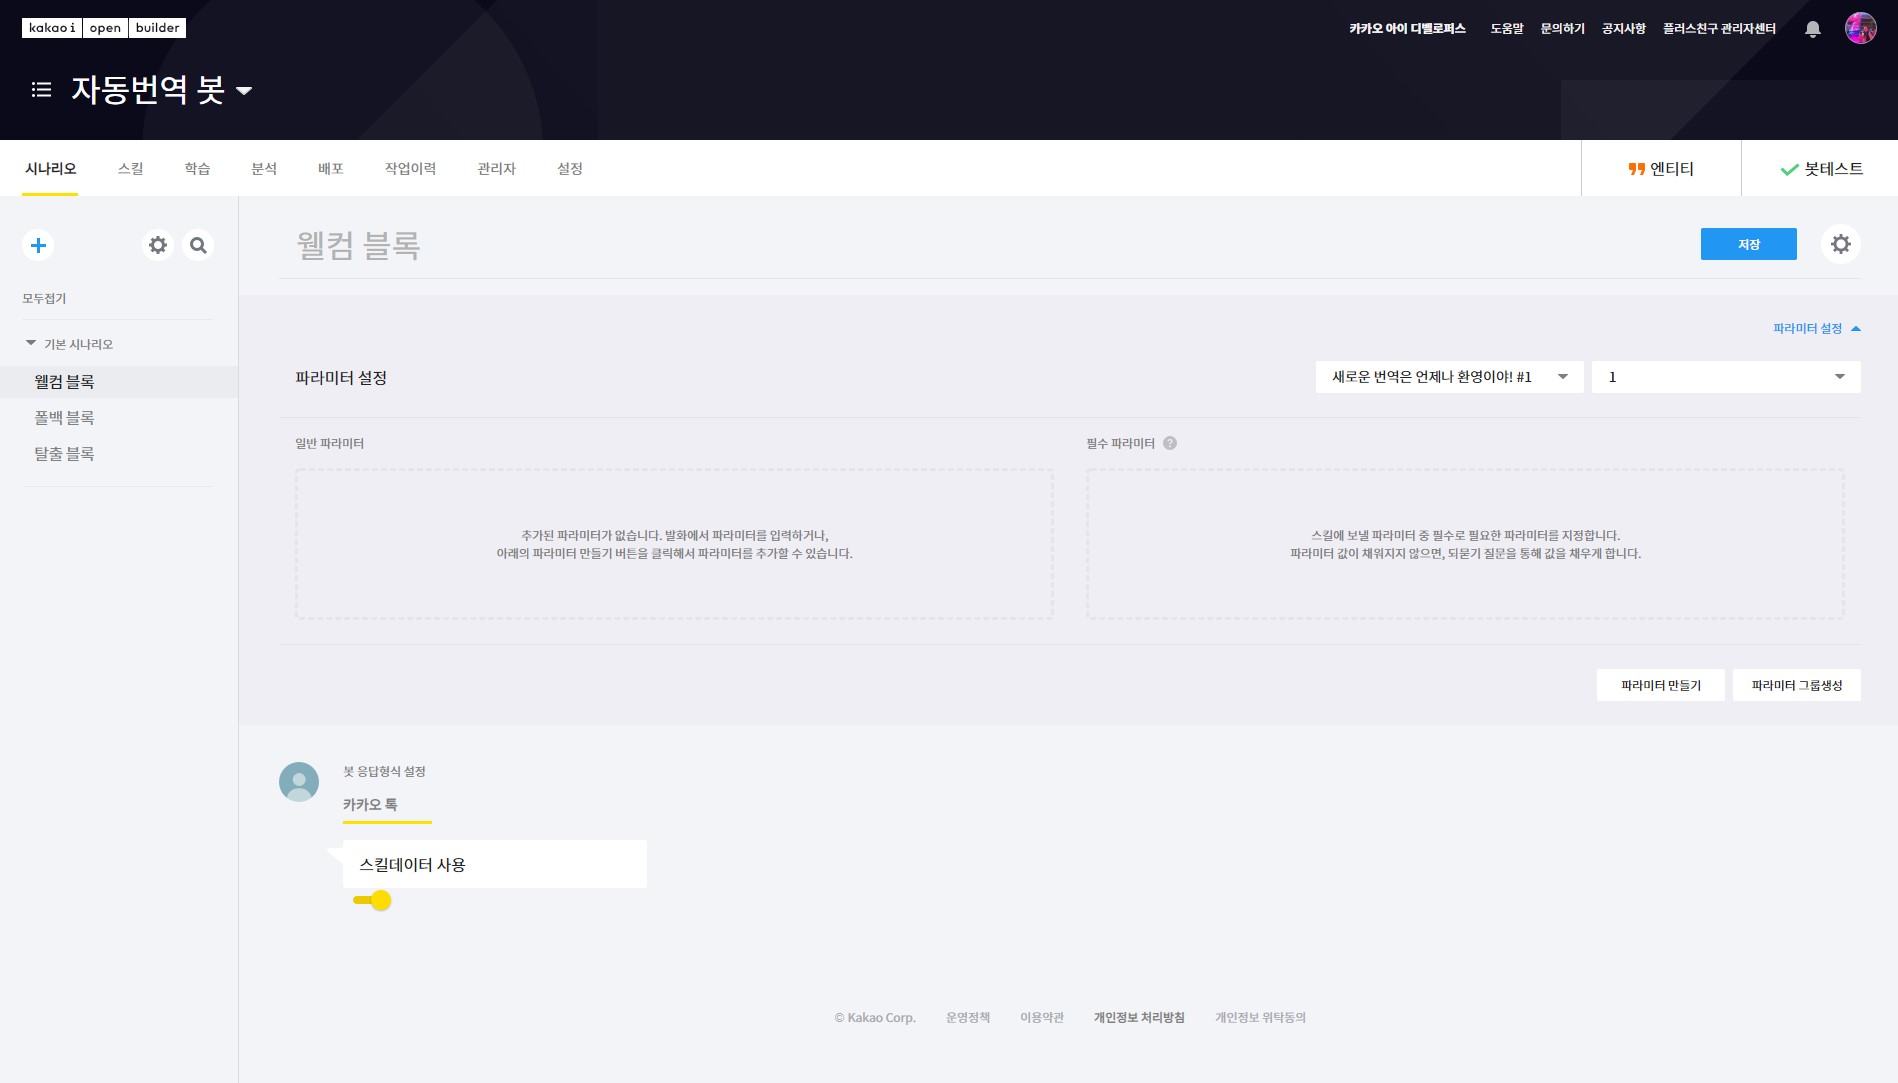 kakao i open builder
카카오 아이 디벨로퍼스 도움말 문의하기 공지사항 플러스친구 관리자센터
자동번역 봇
시나리오 스킬 학습 분석 배포 작업이력 관리자 설정 엔티티 봇테스트
웰컴 블록 저장
모두접기
기본 시나리오
웰컴 블록
폴백 블록
탈출 블록
파라미터 설정
파라미터 설정 새로운 번역은 언제나 환영이야! #1 1
일반 파라미터 필수 파라미터 ?
추가된 파라미터가 없습니다. 발화에서 파라미터를 입력하거나,
아래의 파라미터 만들기 버튼을 클릭해서 파라미터를 추가할 수 있습니다.
스킬에 보낼 파라미터 중 필수로 필요한 파라미터를 지정합니다.
파라미터 값이 채워지지 않으면, 되묻기 질문을 통해 값을 채우게 합니다.
파라미터 만들기 파라미터 그룹생성
봇 응답형식 설정
카카오 톡
스킬데이터 사용
© Kakao Corp. 운영정책 이용약관 개인정보 처리방침 개인정보 위탁동의